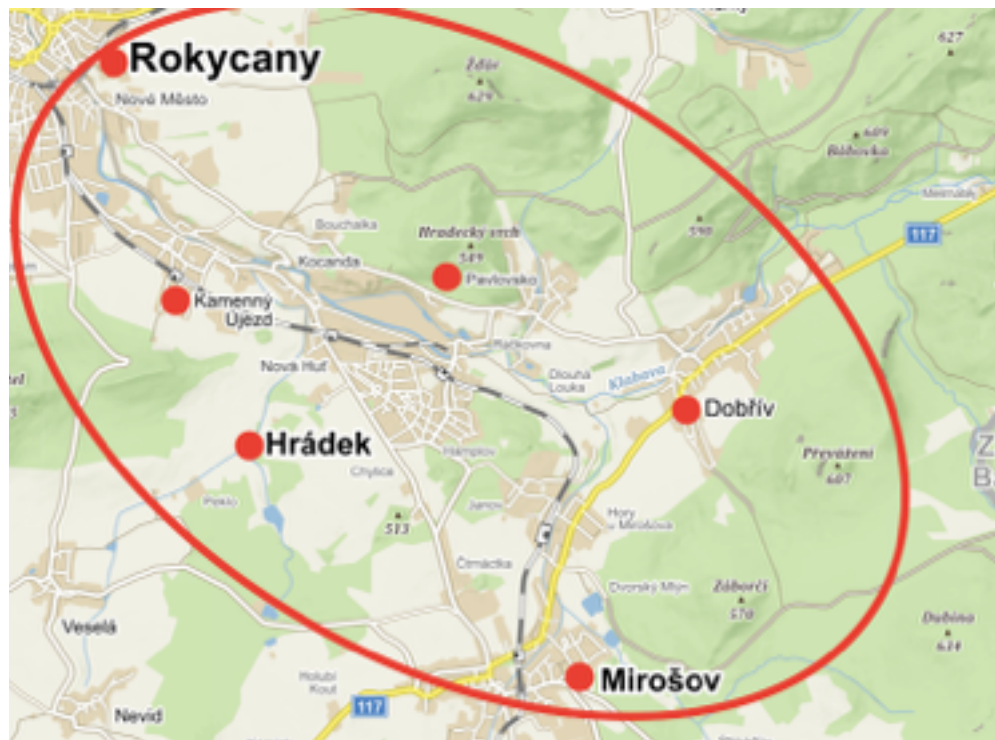 627
Rokycany
Žďár
629
Nové Město
609
Bábovka
Bouchalka
590
117
Hradecký vrch
549
Kocanda
Pavlovsko
Kamenný
Újezd
Račkovna
Nová Huť
Dlouhá
Louka
Klabava
Dobřív
Hrádek
Hamplov
Chylice
Převážení
607
Peklo
Janov
513
Hory
u Mirošova
Čtrnáctka
Dvorský Mlýn
Záborčí
570
Dubina
634
Veselá
Holubí
Kout
Mirošov
117
Nevid